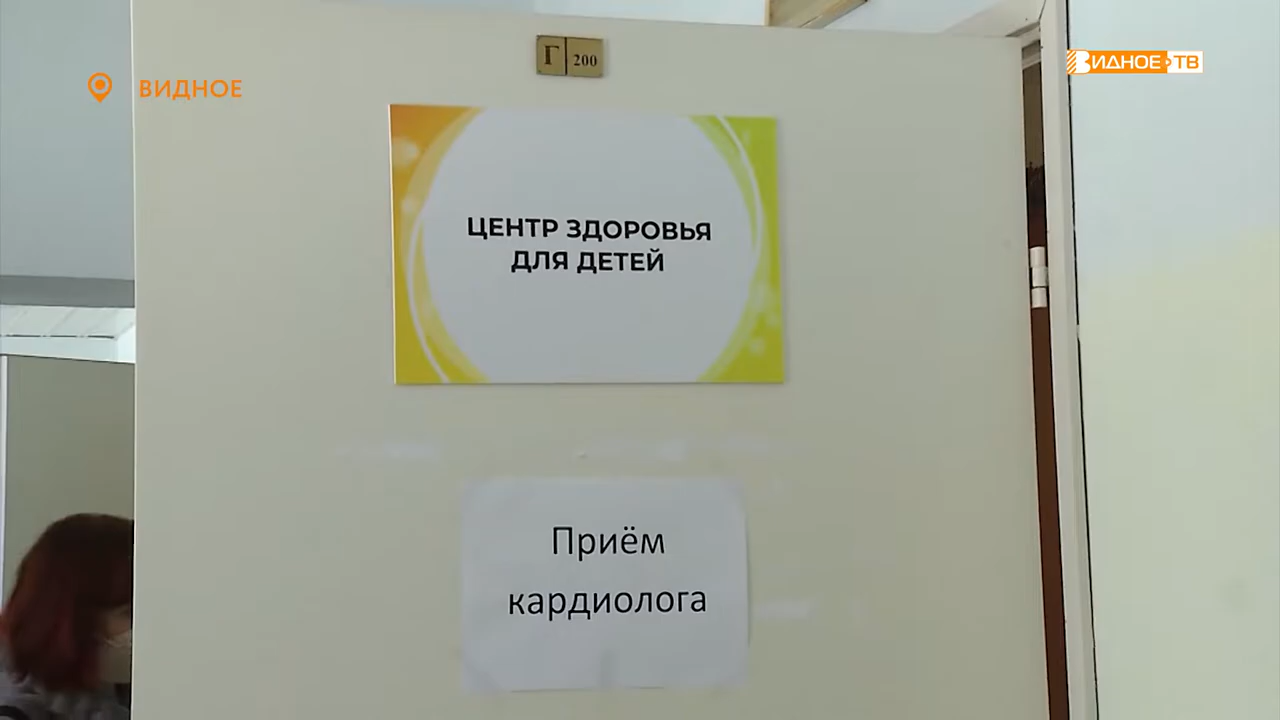 Г 200
ВИДНОЕ
ВИДНОЕ ТВ
ЦЕНТР ЗДОРОВЬЯ
ДЛЯ ДЕТЕЙ
Приём
кардиолога